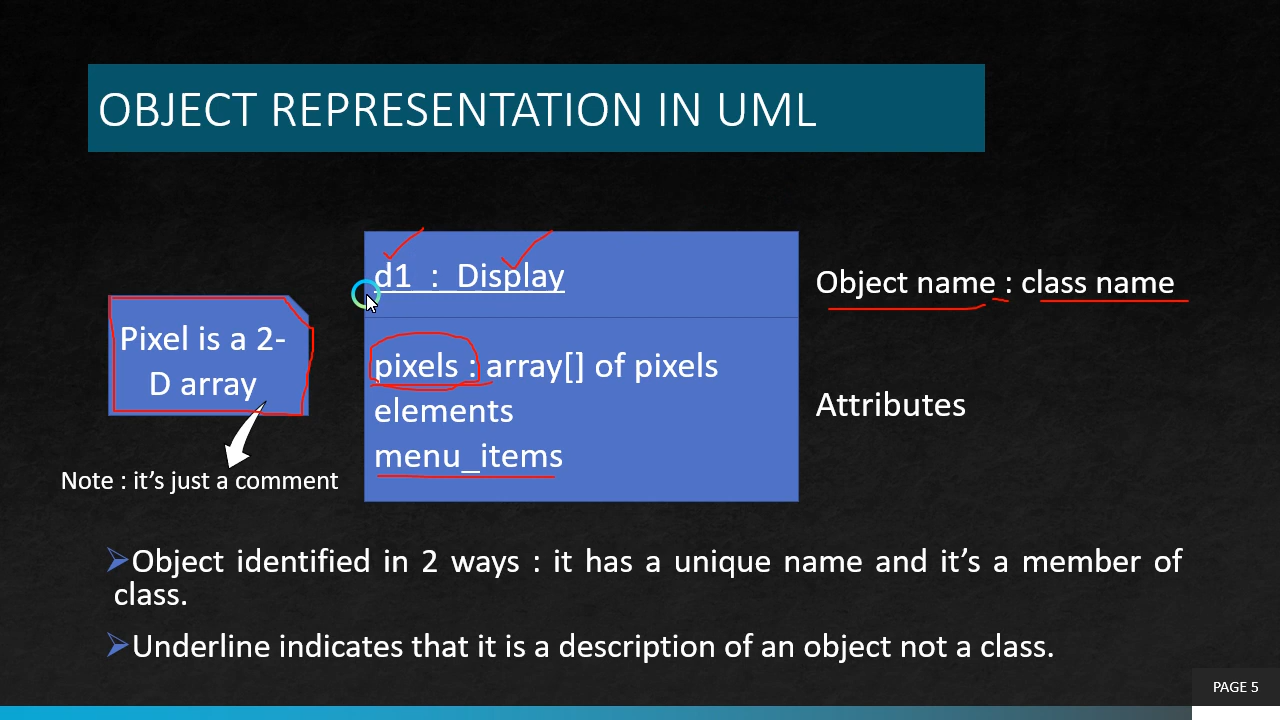 OBJECT REPRESENTATION IN UML
d1 : Display
Object name : class name
Pixel is a 2-
D array
pixels : array[] of pixels
elements
menu_items
Attributes
Note : it’s just a comment
Object identified in 2 ways : it has a unique name and it’s a member of
class.
Underline indicates that it is a description of an object not a class.
PAGE 5